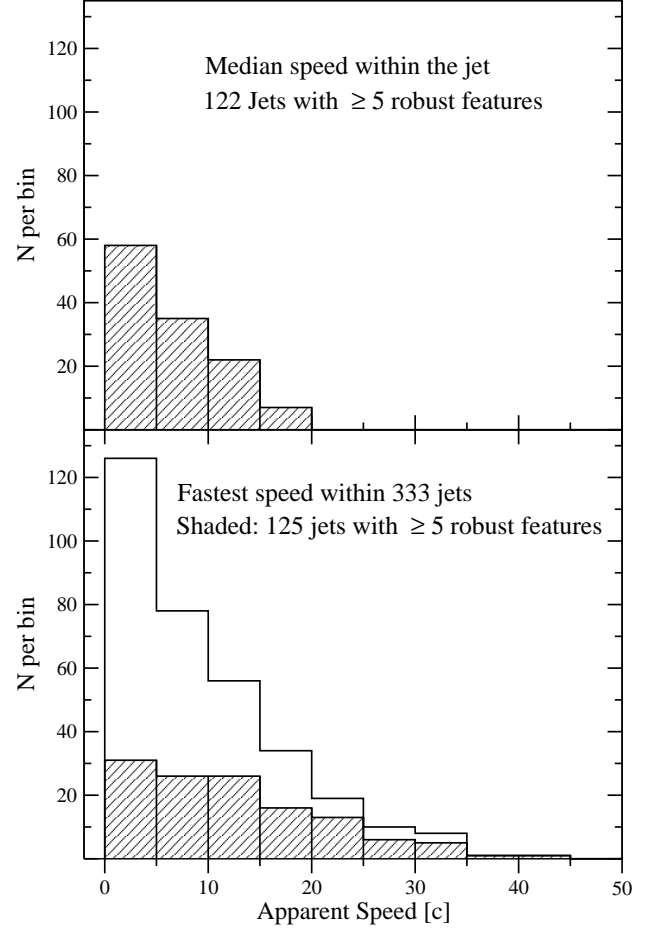 120
Median speed within the jet
122 Jets with ≥ 5 robust features
100
80
N per bin
60
40
20
120
Fastest speed within 333 jets
Shaded: 125 jets with ≥ 5 robust features
100
80
N per bin
60
40
20
0 10 20 30 40 50
Apparent Speed [c]